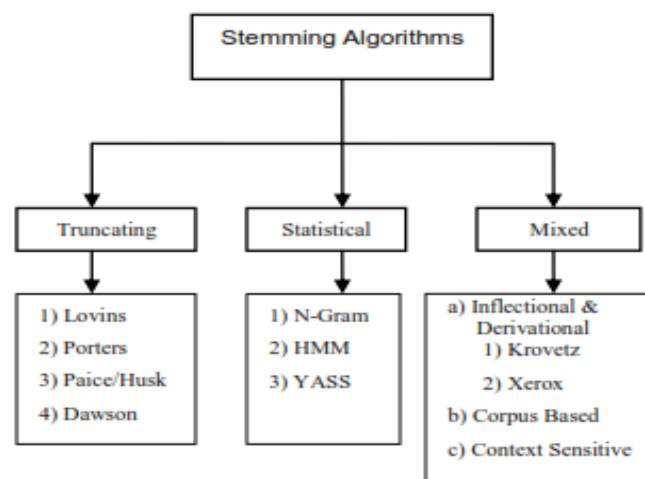 Stemming Algorithms
Truncating
Statistical
Mixed
1) Lovins
2) Porters
3) Paice/Husk
4) Dawson
1) N-Gram
2) HMM
3) YASS
a) Inflectional &
Derivational
1) Krovetz
2) Xerox
b) Corpus Based
c) Context Sensitive